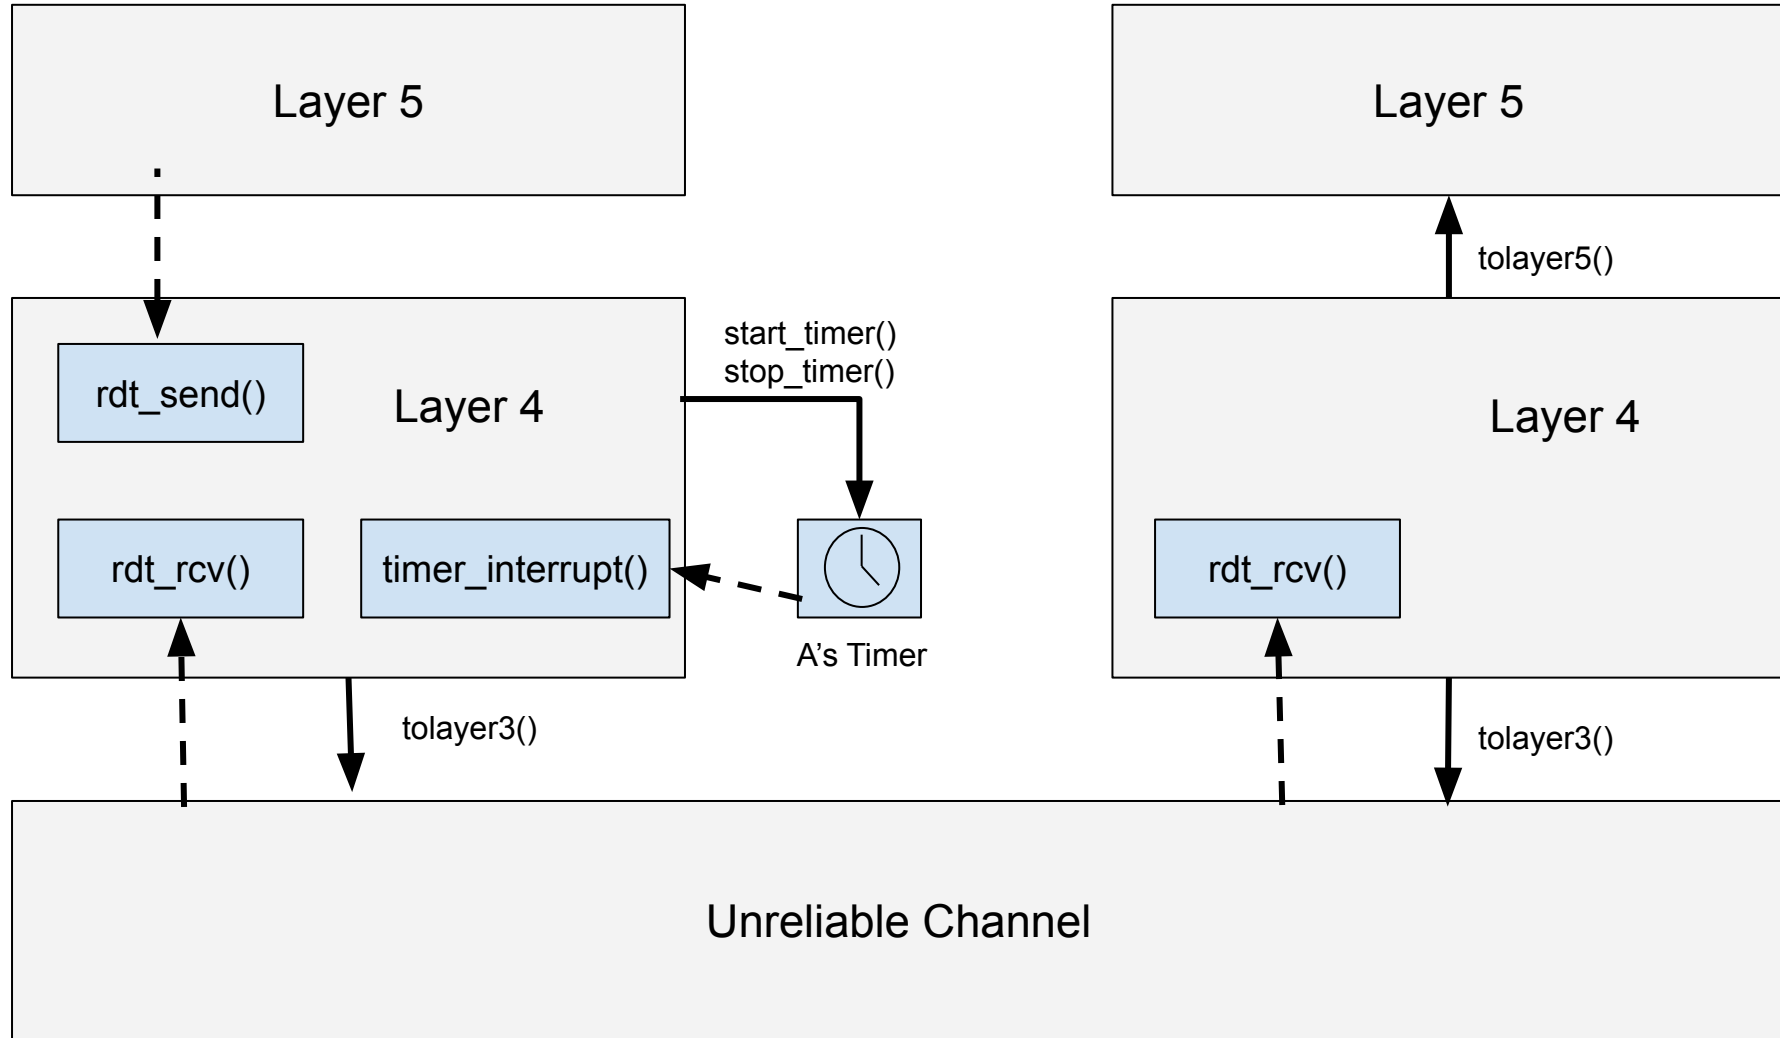 Layer 5
Layer 5
tolayer5()
start_timer()
stop_timer()
rdt_send()
Layer 4
Layer 4
rdt_rcv()
timer_interrupt()
rdt_rcv()
A's Timer
tolayer3()
tolayer3()
Unreliable Channel